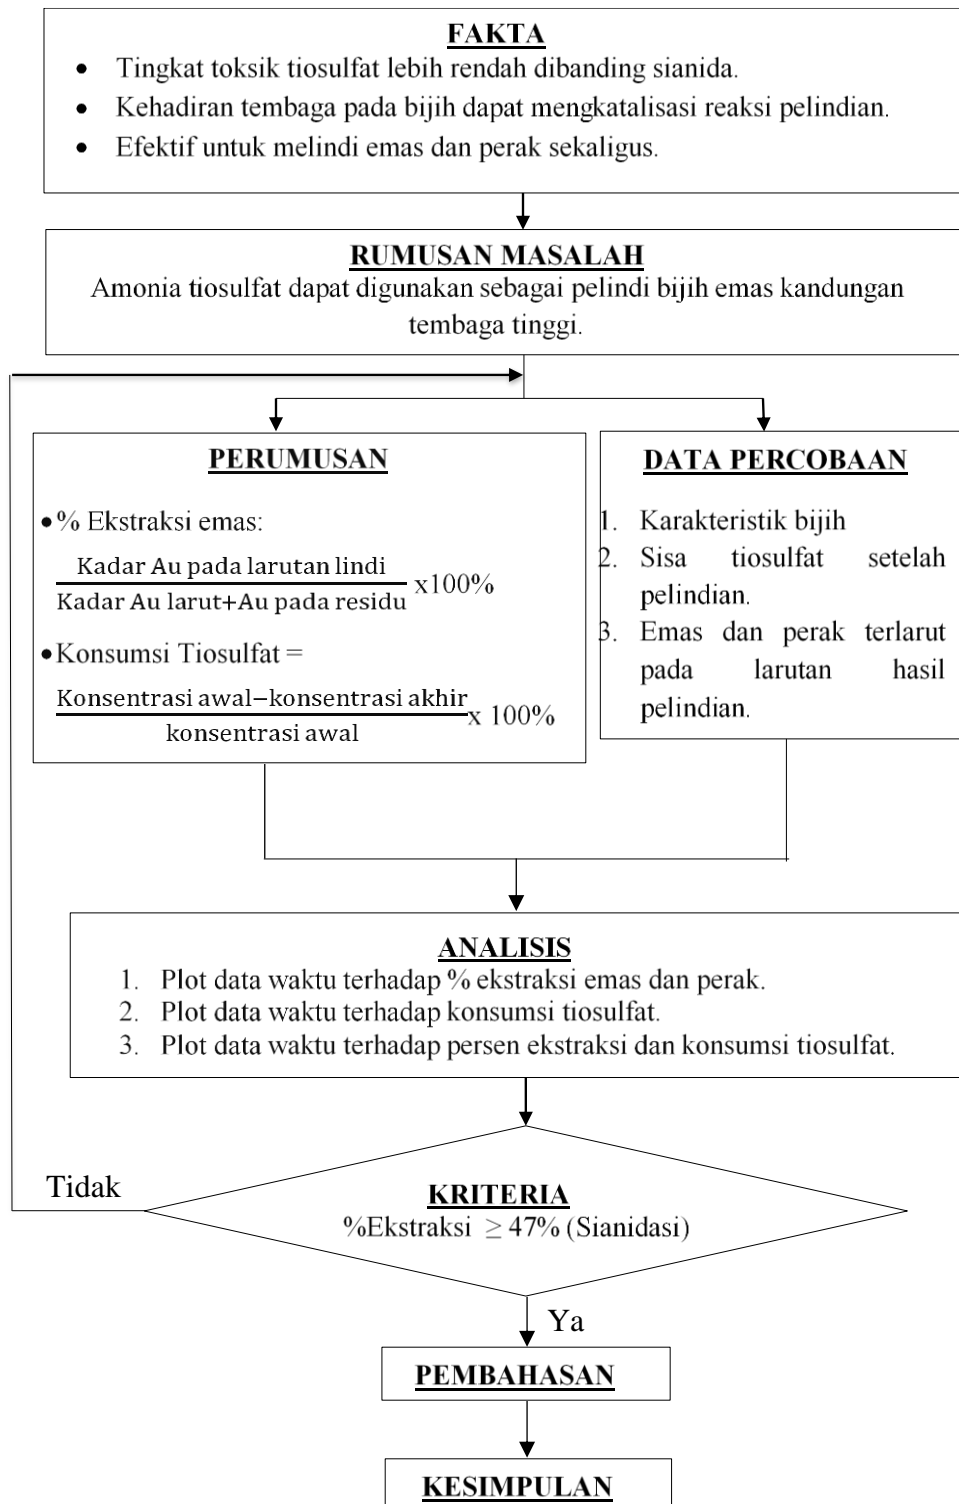 FAKTA
• Tingkat toksik tiosulfat lebih rendah dibanding sianida.
• Kehadiran tembaga pada bijih dapat mengkatalisasi reaksi pelindian.
• Efektif untuk melindi emas dan perak sekaligus.
RUMUSAN MASALAH
Amonia tiosulfat dapat digunakan sebagai pelindi bijih emas kandungan
tembaga tinggi.
PERUMUSAN
• % Ekstraksi emas:
Kadar Au pada larutan lindi
Kadar Au larut+Au pada residu
x100%
• Konsumsi Tiosulfat =
Konsentrasi awal−konsentrasi akhir
konsentrasi awal
x 100%
DATA PERCOBAAN
1. Karakteristik bijih
2. Sisa tiosulfat setelah
pelindian.
3. Emas dan perak terlarut
pada larutan hasil
pelindian.
ANALISIS
1. Plot data waktu terhadap % ekstraksi emas dan perak.
2. Plot data waktu terhadap konsumsi tiosulfat.
3. Plot data waktu terhadap persen ekstraksi dan konsumsi tiosulfat.
Tidak
KRITERIA
%Ekstraksi ≥ 47% (Sianidasi)
Ya
PEMBAHASAN
KESIMPULAN